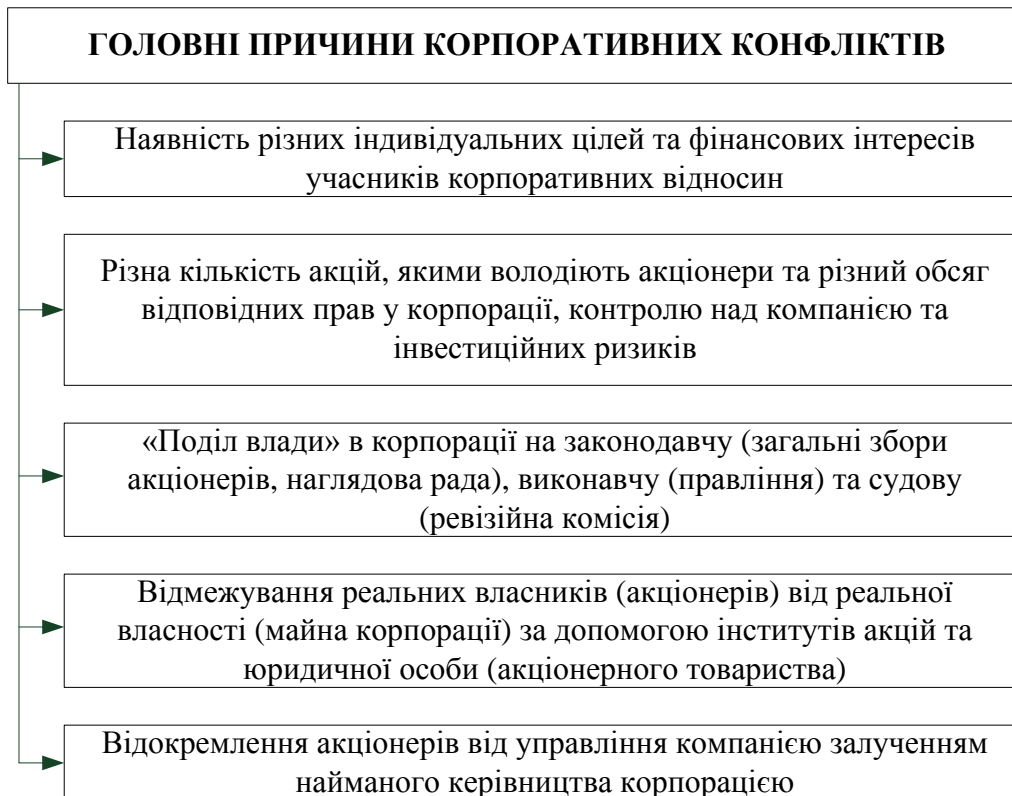 ГОЛОВНІ ПРИЧИНИ КОРПОРАТИВНИХ КОНФЛІКТІВ
Наявність різних індивідуальних цілей та фінансових інтересів
учасників корпоративних відносин
Різна кількість акцій, якими володіють акціонери та різний обсяг
відповідних прав у корпорації, контролю над компанією та
інвестиційних ризиків
«Поділ влади» в корпорації на законодавчу (загальні збори
акціонерів, наглядова рада), виконавчу (правління) та судову
(ревізійна комісія)
Відмежування реальних власників (акціонерів) від реальної
власності (майна корпорації) за допомогою інститутів акцій та
юридичної особи (акціонерного товариства)
Відокремлення акціонерів від управління компанією залученням
найманого керівництва корпорацією